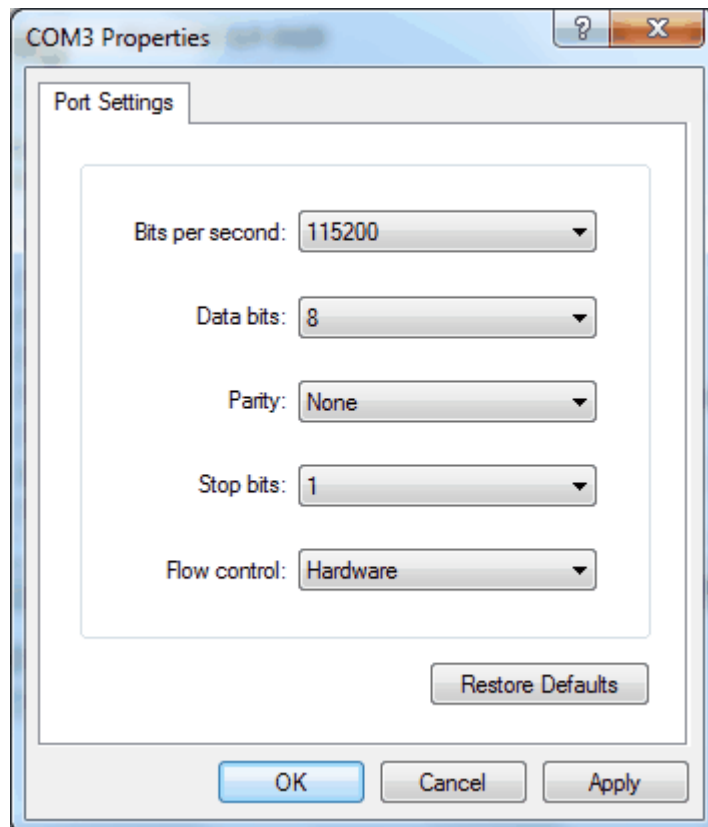 COM3 Properties
Port Settings
Bits per second: 115200
Data bits: 8
Parity: None
Stop bits: 1
Flow control: Hardware
Restore Defaults
OK Cancel Apply